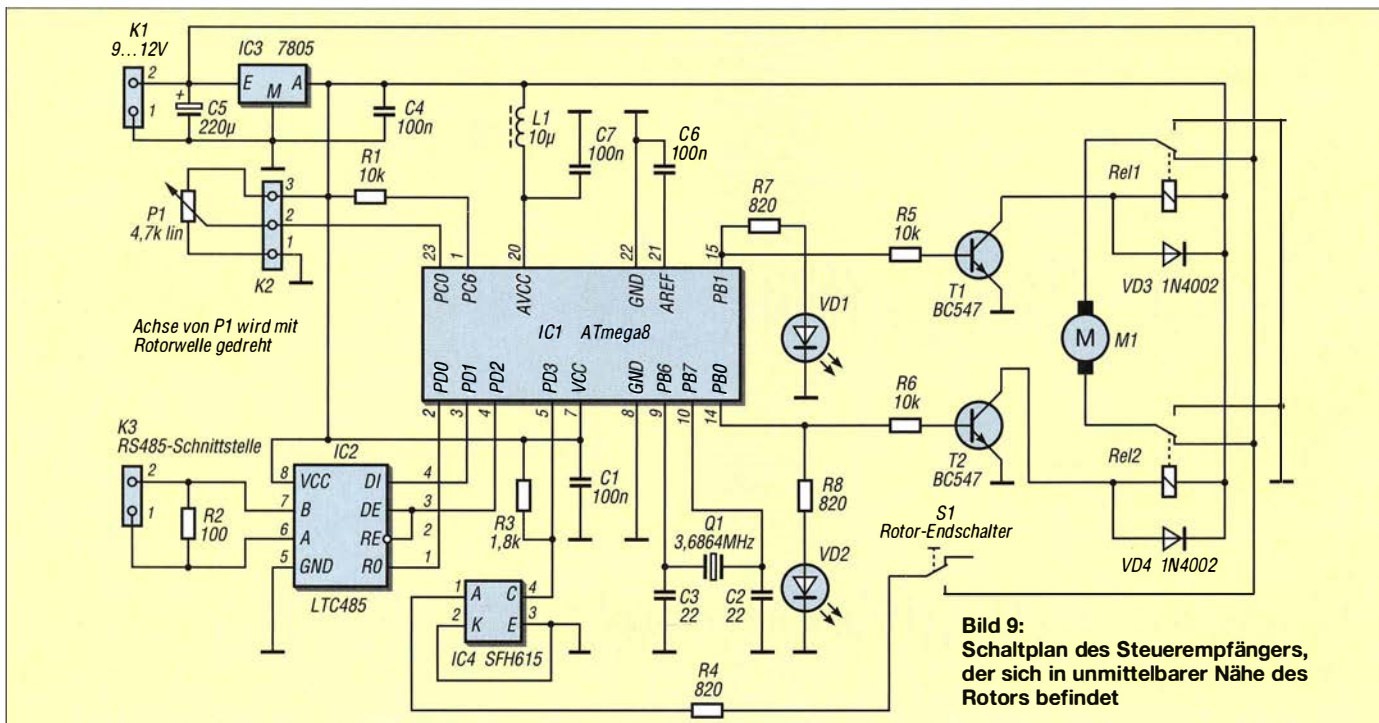 K1
9...12V
2
1
IC3 7805
E
M
A
+
C5
220µ
C4
100n
L1
10µ
C7
100n
C6
100n
R1
10k
3
2
1
P1
4,7k lin
K2
R7
820
R5
10k
T1
BC547
Rel1
VD3 1N4002
VD1
M
M1
23
1
20
22
21
15
PC0
PC6
AVCC
GND
AREF
PB1
IC1 ATmega8
PD0
PD1
PD2
PD3
VCC
GND
PB6
PB7
PB0
2
3
4
5
7
8
9
10
14
Achse von P1 wird mit
Rotorwelle gedreht
R6
10k
T2
BC547
Rel2
VD4 1N4002
K3
RS485-Schnittstelle
2
1
R2
100
IC2
8
7
6
5
VCC
B
A
GND
DI
DE
RE
RO
4
3
2
1
LTC485
R3
1,8k
C1
100n
Q1
3,6864MHz
C3
22
C2
22
R8
820
VD2
S1
Rotor-Endschalter
1
2
A
K
C
E
4
3
IC4 SFH615
R4
820
Bild 9:
Schaltplan des Steuerempfängers,
der sich in unmittelbarer Nähe des
Rotors befindet